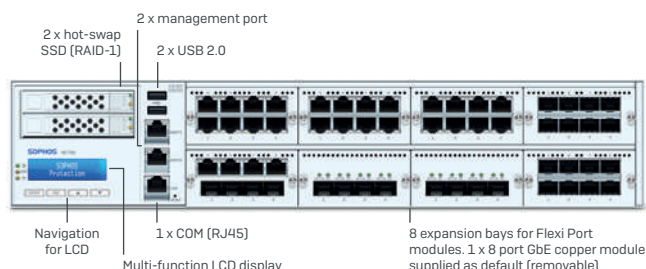 2 x management port
2 x hot-swap
SSD (RAID-1)
2 x USB 2.0
SOPHOS
SOPHOS
Protection
Navigation
for LCD
1 x COM (RJ45)
Multi-function LCD display
8 expansion bays for Flexi Port
modules. 1 x 8 port GbE copper module
supplied as default (removable)